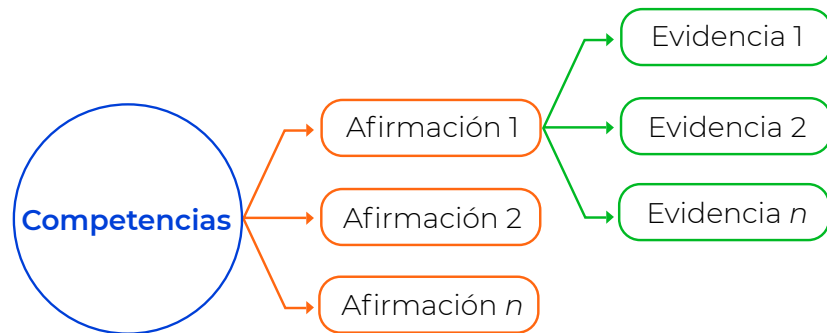 Competencias
Afirmación 1
Afirmación 2
Afirmación n
Evidencia 1
Evidencia 2
Evidencia n